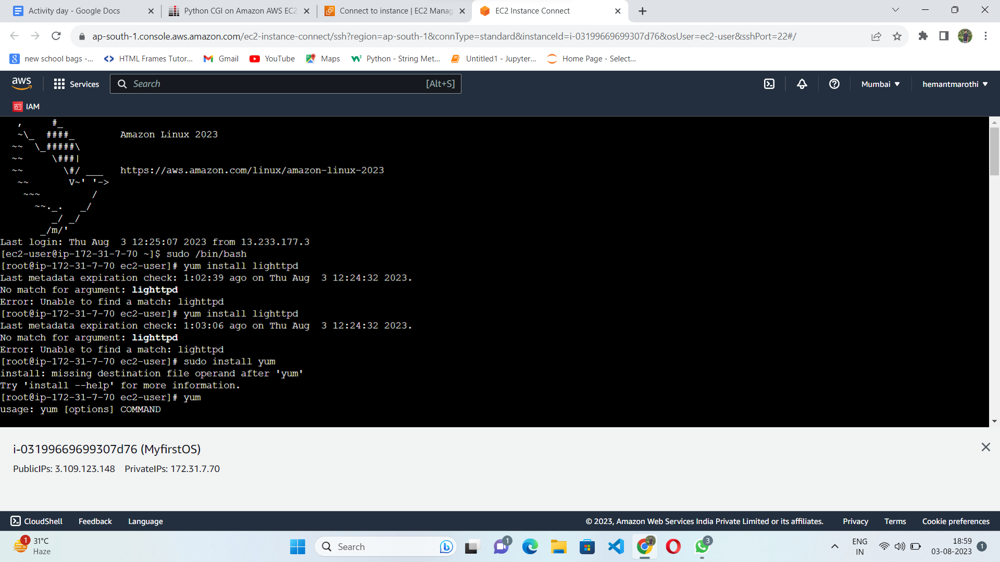 Activity day - Google Docs
Python CGI on Amazon AWS EC2
Connect to instance | EC2 Manag
EC2 Instance Connect
ap-south-1.console.aws.amazon.com/ec2-instance-connect/ssh?region=ap-south-1&connType=standard&instanceId=i-03199669699307d76&osUser=ec2-user&sshPort=22#/
new school bags -... HTML Frames Tutor... Gmail YouTube Maps Python - String Met... Untitled1 - Jupyter... Home Page - Select...
aws Services Search [Alt+S] Mumbai ▼ hemantmarothi ▼
IAM
   ,     #_
   ~\_  ####_        Amazon Linux 2023
  ~~  \_#####\
  ~~     \###|
  ~~       \#/ ___   https://aws.amazon.com/linux/amazon-linux-2023
   ~~       V~' '->
    ~~~         /
      ~~._.   _/
         _/ _/
       _/m/'
Last login: Thu Aug  3 12:25:07 2023 from 13.233.177.3
[ec2-user@ip-172-31-7-70 ~]$ sudo /bin/bash
[root@ip-172-31-7-70 ec2-user]# yum install lighttpd
Last metadata expiration check: 1:02:39 ago on Thu Aug  3 12:24:32 2023.
No match for argument: lighttpd
Error: Unable to find a match: lighttpd
[root@ip-172-31-7-70 ec2-user]# yum install lighttpd
Last metadata expiration check: 1:03:06 ago on Thu Aug  3 12:24:32 2023.
No match for argument: lighttpd
Error: Unable to find a match: lighttpd
[root@ip-172-31-7-70 ec2-user]# sudo install yum
install: missing destination file operand after 'yum'
Try 'install --help' for more information.
[root@ip-172-31-7-70 ec2-user]# yum
usage: yum [options] COMMAND
i-03199669699307d76 (MyfirstOS)
PublicIPs: 3.109.123.148 PrivateIPs: 172.31.7.70
CloudShell Feedback Language © 2023, Amazon Web Services India Private Limited or its affiliates. Privacy Terms Cookie preferences
1 31°C
Haze
Search
1
3
ENG
IN
18:59
03-08-2023
1